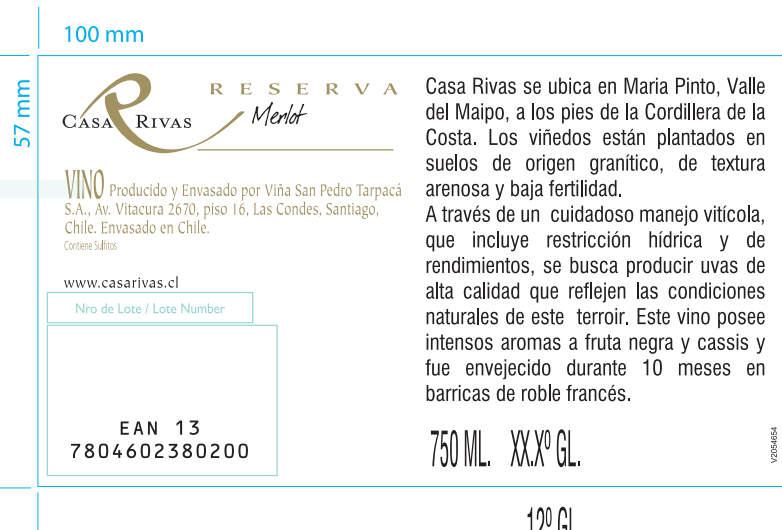 100 mm
57 mm
CASA RIVAS
RESERVA
Merlot
VINO Producido y Envasado por Viña San Pedro Tarpacá
S.A., Av. Vitacura 2670, piso 16, Las Condes, Santiago,
Chile. Envasado en Chile.
Contiene Sulfitos
www.casarivas.cl
Nro de Lote / Lote Number
EAN 13
7804602380200
Casa Rivas se ubica en Maria Pinto, Valle
del Maipo, a los pies de la Cordillera de la
Costa. Los viñedos están plantados en
suelos de origen granítico, de textura
arenosa y baja fertilidad.
A través de un cuidadoso manejo vitícola,
que incluye restricción hídrica y de
rendimientos, se busca producir uvas de
alta calidad que reflejen las condiciones
naturales de este terroir. Este vino posee
intensos aromas a fruta negra y cassis y
fue envejecido durante 10 meses en
barricas de roble francés.
750 ML. XX.Xº GL.
V2054654
12º GL